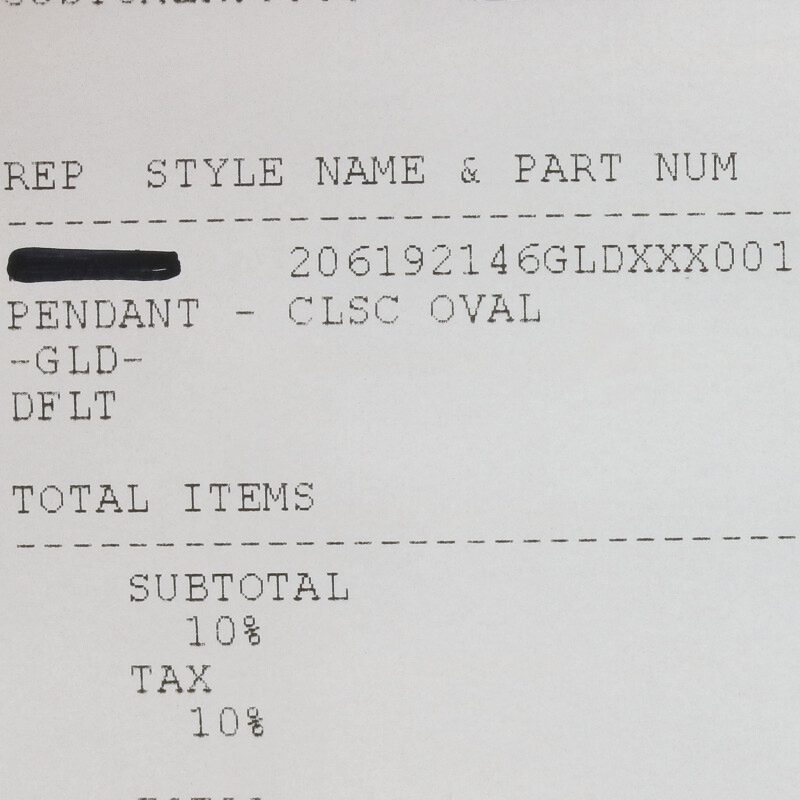 REP STYLE NAME & PART NUM
------------------------------
206192146GLDXXX001
PENDANT - CLSC OVAL
-GLD-
DFLT
TOTAL ITEMS
------------------------------
SUBTOTAL
10%
TAX
10%